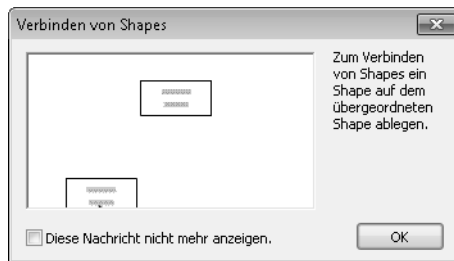 Verbinden von Shapes
Zum Verbinden
von Shapes ein
Shape auf dem
übergeordneten
Shape ablegen.
Diese Nachricht nicht mehr anzeigen.
OK